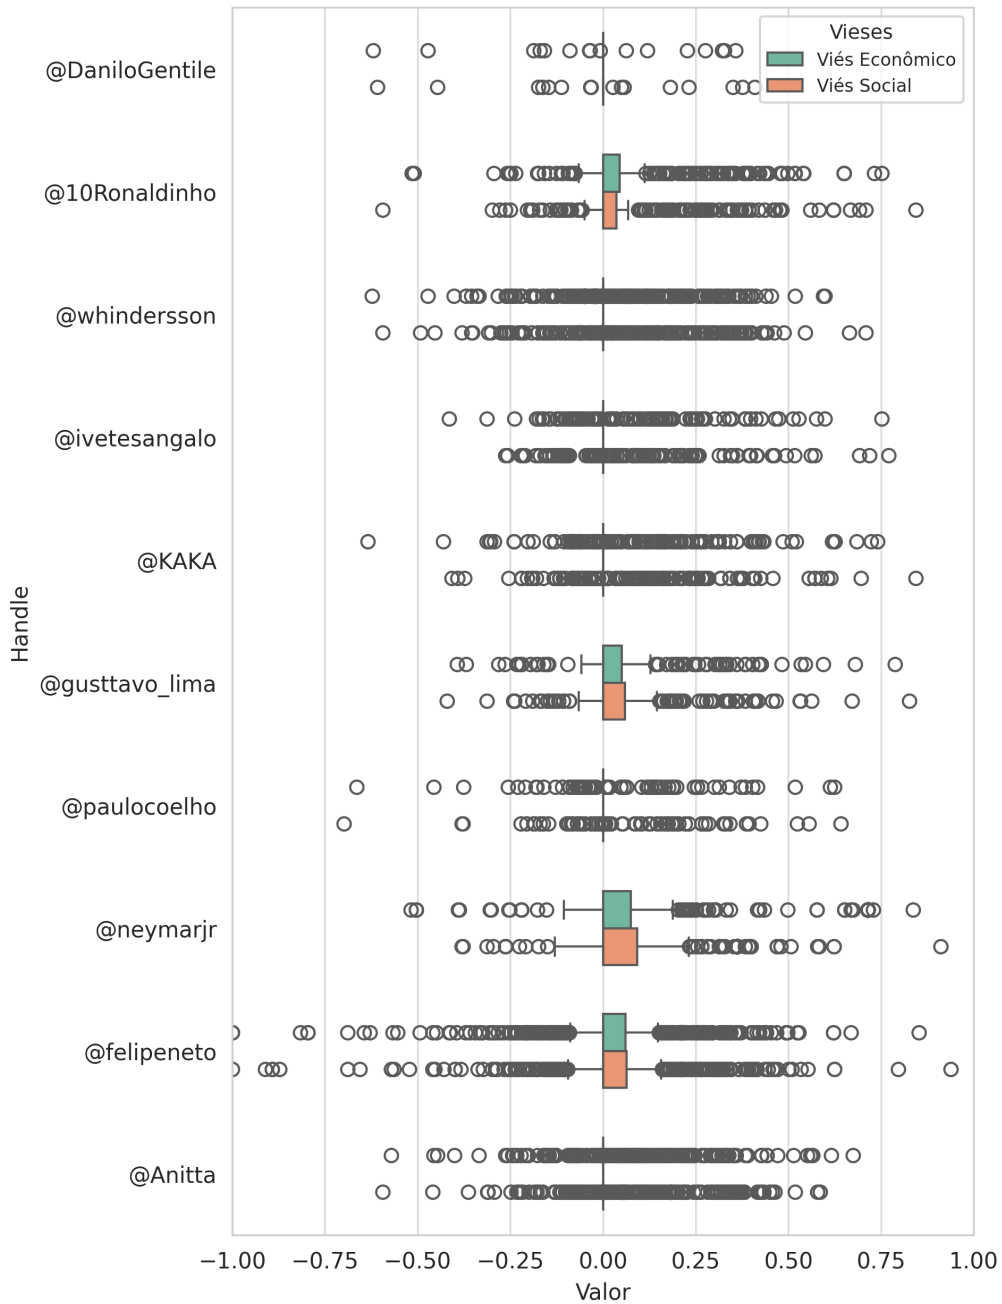 Vieses
Viés Econômico
Viés Social
@DaniloGentile
@10Ronaldinho
@whindersson
@ivetesangalo
@KAKA
@gusttavo_lima
@paulocoelho
@neymarjr
@felipeneto
@Anitta
Handle
−1.00 −0.75 −0.50 −0.25 0.00 0.25 0.50 0.75 1.00
Valor